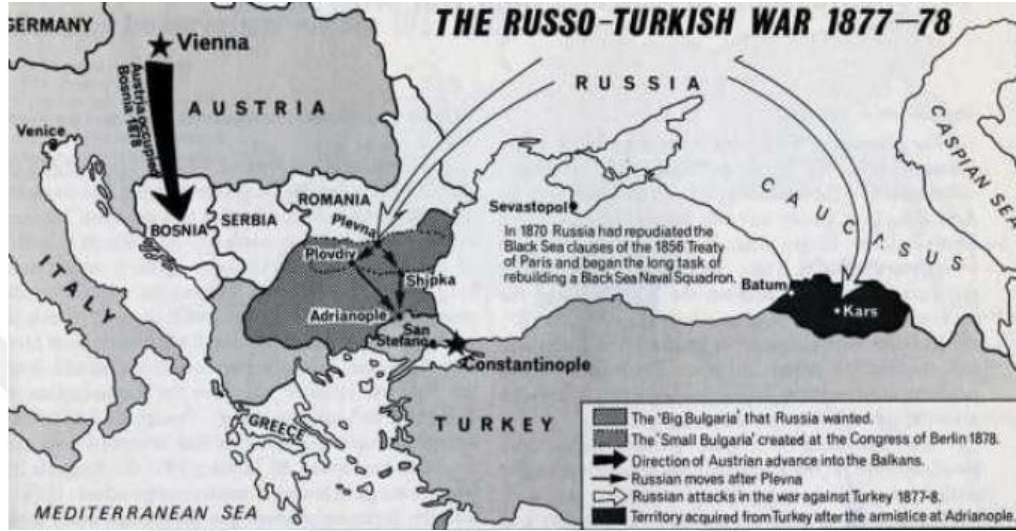 THE RUSSO-TURKISH WAR 1877-78
GERMANY
Vienna
Austria occupied
Bosnia 1878
AUSTRIA
RUSSIA
CASPIAN SEA
Venice
ROMANIA
CAUCASUS
BOSNIA
SERBIA
Plevna
Sevastopol
In 1870 Russia had repudiated the
Black Sea clauses of the 1856 Treaty
of Paris and began the long task of
rebuilding a Black Sea Naval Squadron.
ITALY
Plovdiv
Shipka
Batum
Kars
Adrianople
San
Stefano
Constantinople
GREECE
TURKEY
MEDITERRANEAN SEA
The 'Big Bulgaria' that Russia wanted.
The 'Small Bulgaria' created at the Congress of Berlin 1878.
Direction of Austrian advance into the Balkans.
Russian moves after Plevna
Russian attacks in the war against Turkey 1877-8.
Territory acquired from Turkey after the armistice at Adrianople.